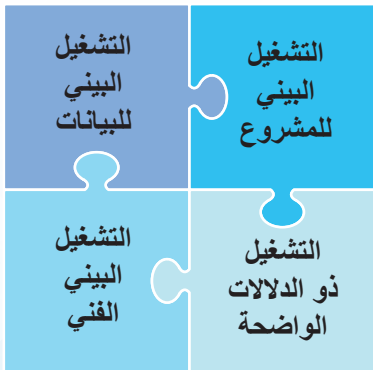 التشغيل
البيني
للمشروع
التشغيل
البيني
للبيانات
التشغيل
ذو الدلالات
الواضحة
التشغيل
البيني
الفني